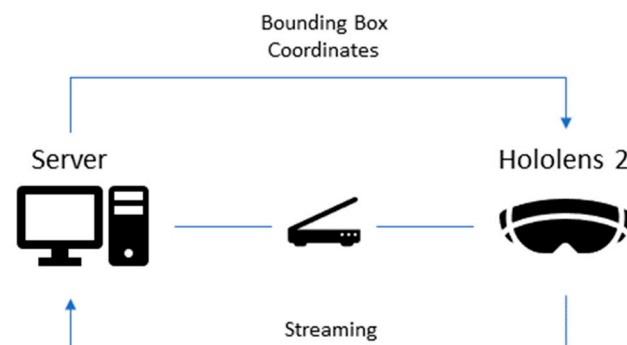 Bounding Box
Coordinates
Server
Hololens 2
Streaming